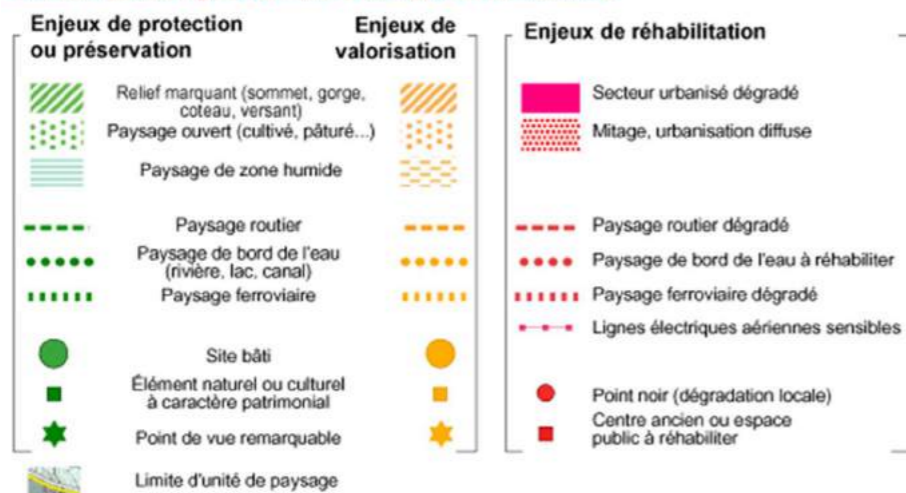 Enjeux de protection
ou préservation
Enjeux de
valorisation
Relief marquant (sommet, gorge,
coteau, versant)
Paysage ouvert (cultivé, pâturé...)
Paysage de zone humide
Paysage routier
Paysage de bord de l'eau
(rivière, lac, canal)
Paysage ferroviaire
Site bâti
Élément naturel ou culturel
à caractère patrimonial
Point de vue remarquable
Limite d'unité de paysage
Enjeux de réhabilitation
Secteur urbanisé dégradé
Mitage, urbanisation diffuse
Paysage routier dégradé
Paysage de bord de l'eau à réhabiliter
Paysage ferroviaire dégradé
Lignes électriques aériennes sensibles
Point noir (dégradation locale)
Centre ancien ou espace
public à réhabiliter